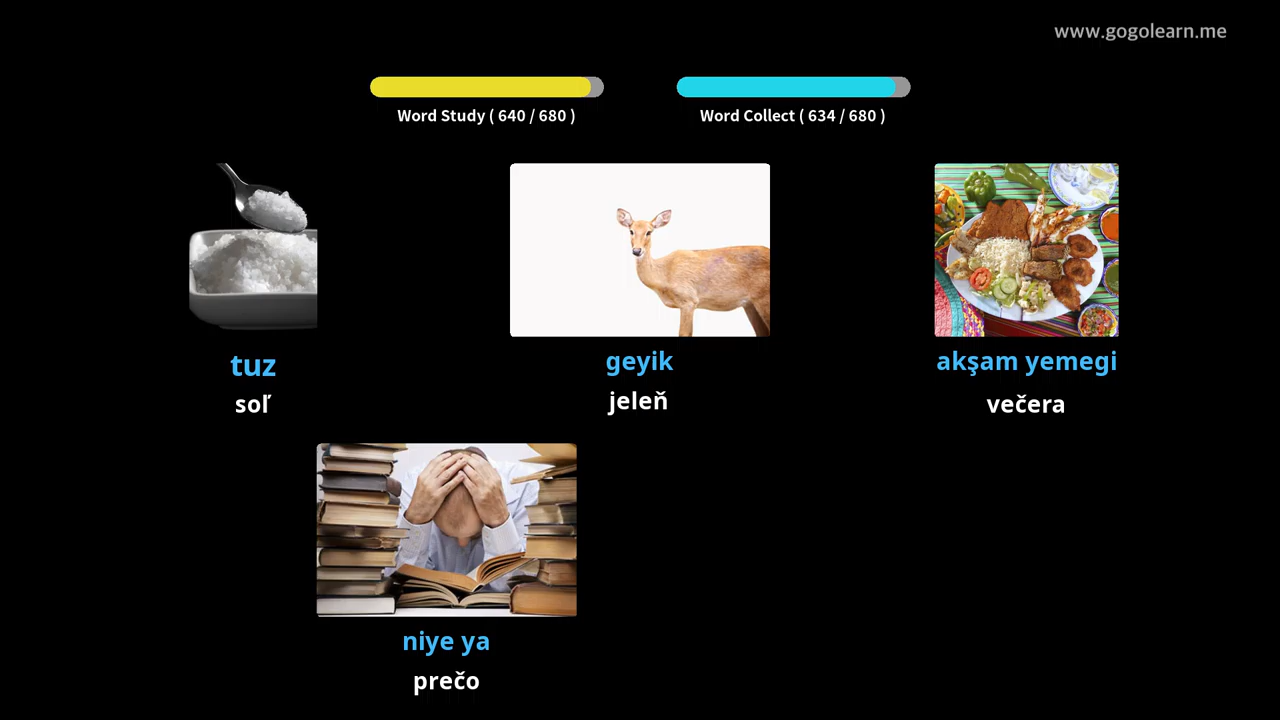 www.gogolearn.me
Word Study ( 640 / 680 )
Word Collect ( 634 / 680 )
tuz
soľ
geyik
jeleň
akşam yemegi
večera
niye ya
prečo